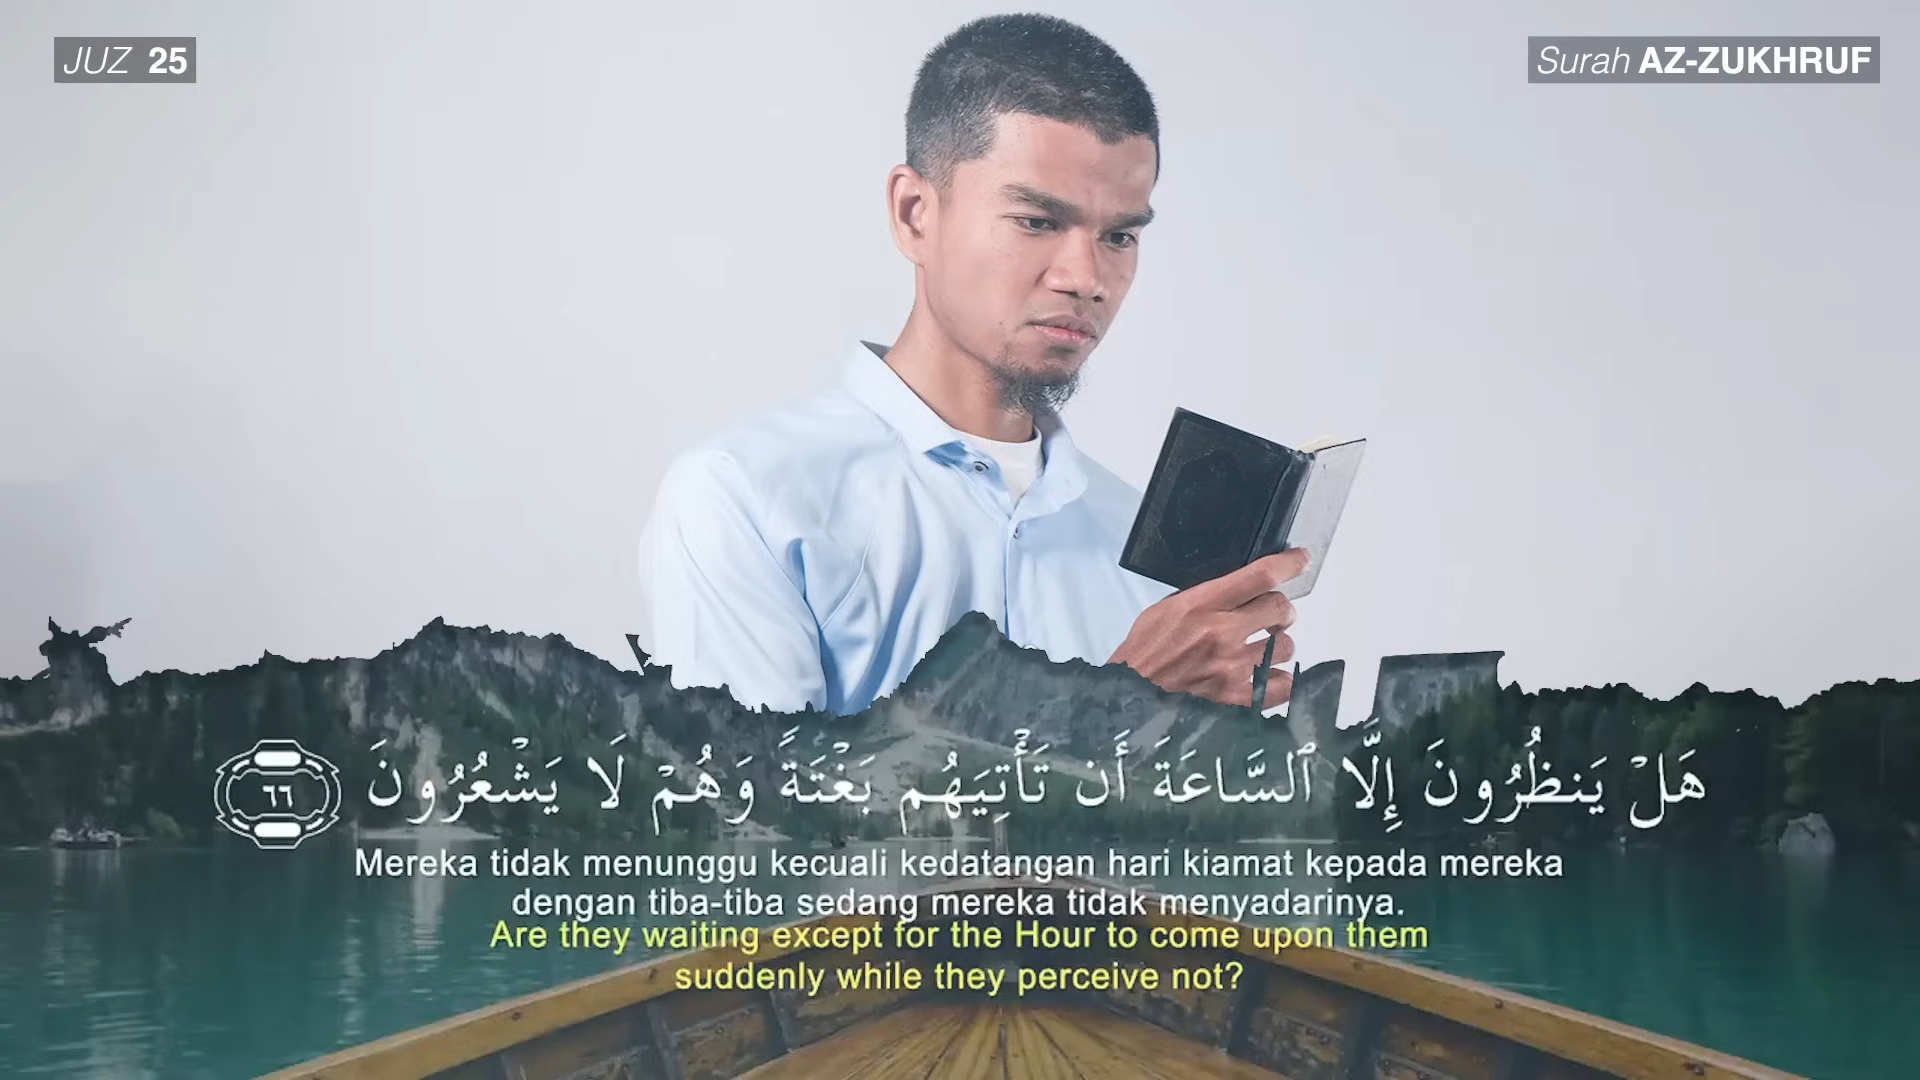 JUZ 25
Surah AZ-ZUKHRUF
هَلْ يَنظُرُونَ إِلَّا ٱلسَّاعَةَ أَن تَأْتِيَهُم بَغْتَةً وَهُمْ لَا يَشْعُرُونَ ٦٦
Mereka tidak menunggu kecuali kedatangan hari kiamat kepada mereka
dengan tiba-tiba sedang mereka tidak menyadarinya.
Are they waiting except for the Hour to come upon them
suddenly while they perceive not?